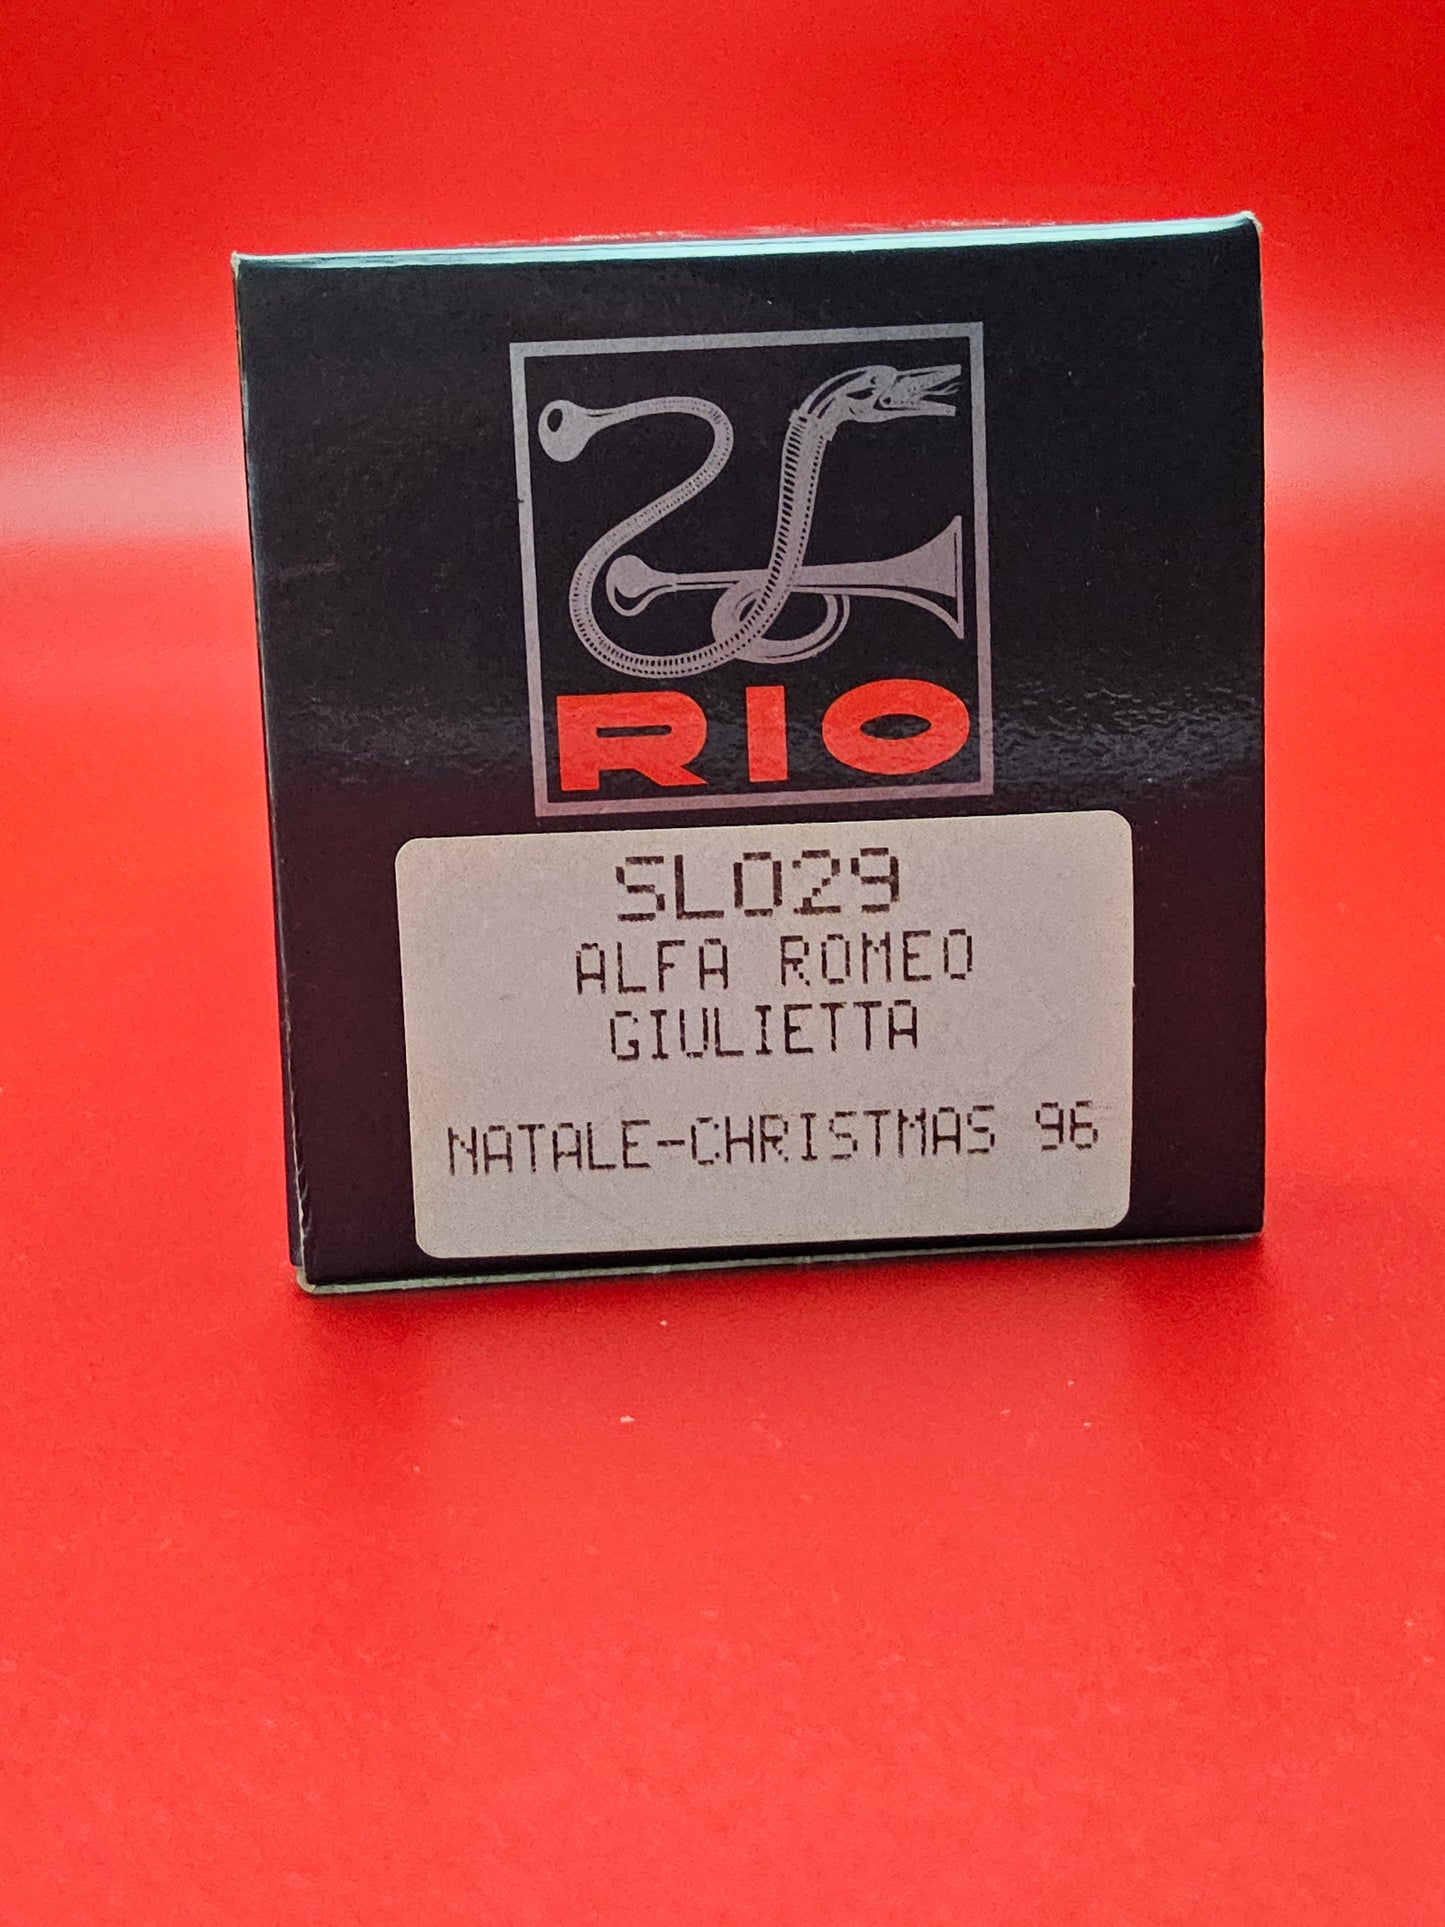 RIO
SL029
ALFA ROMEO
GIULIETTA
NATALE-CHRISTMAS 96